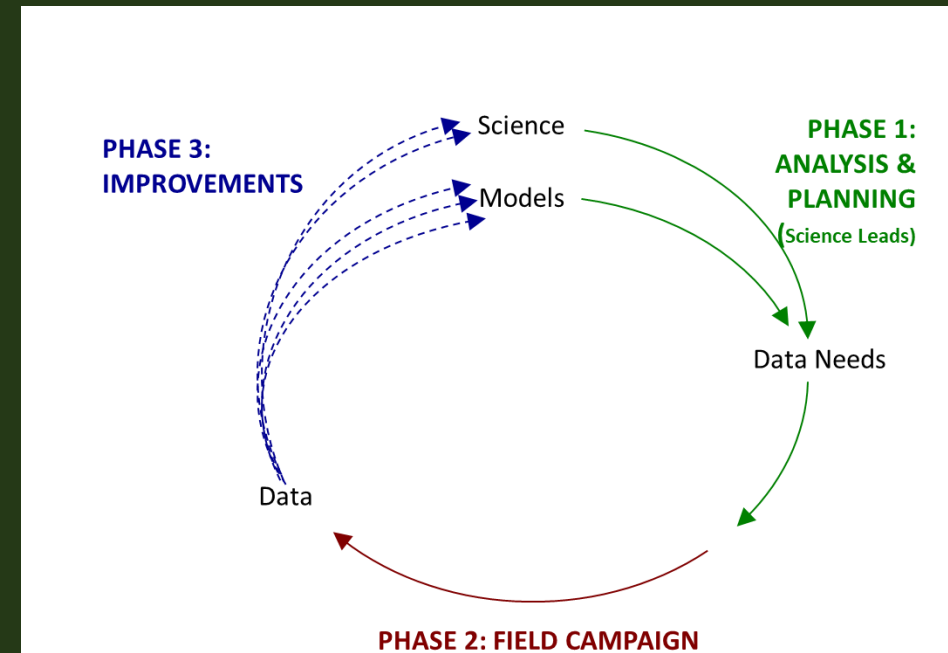 Science
PHASE 1:
ANALYSIS &
PLANNING
(Science Leads)
PHASE 3:
IMPROVEMENTS
Models
Data Needs
Data
PHASE 2: FIELD CAMPAIGN